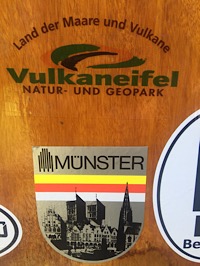 Land der Maare und Vulkane
Vulkaneifel
NATUR- UND GEOPARK
MÜNSTER
Be